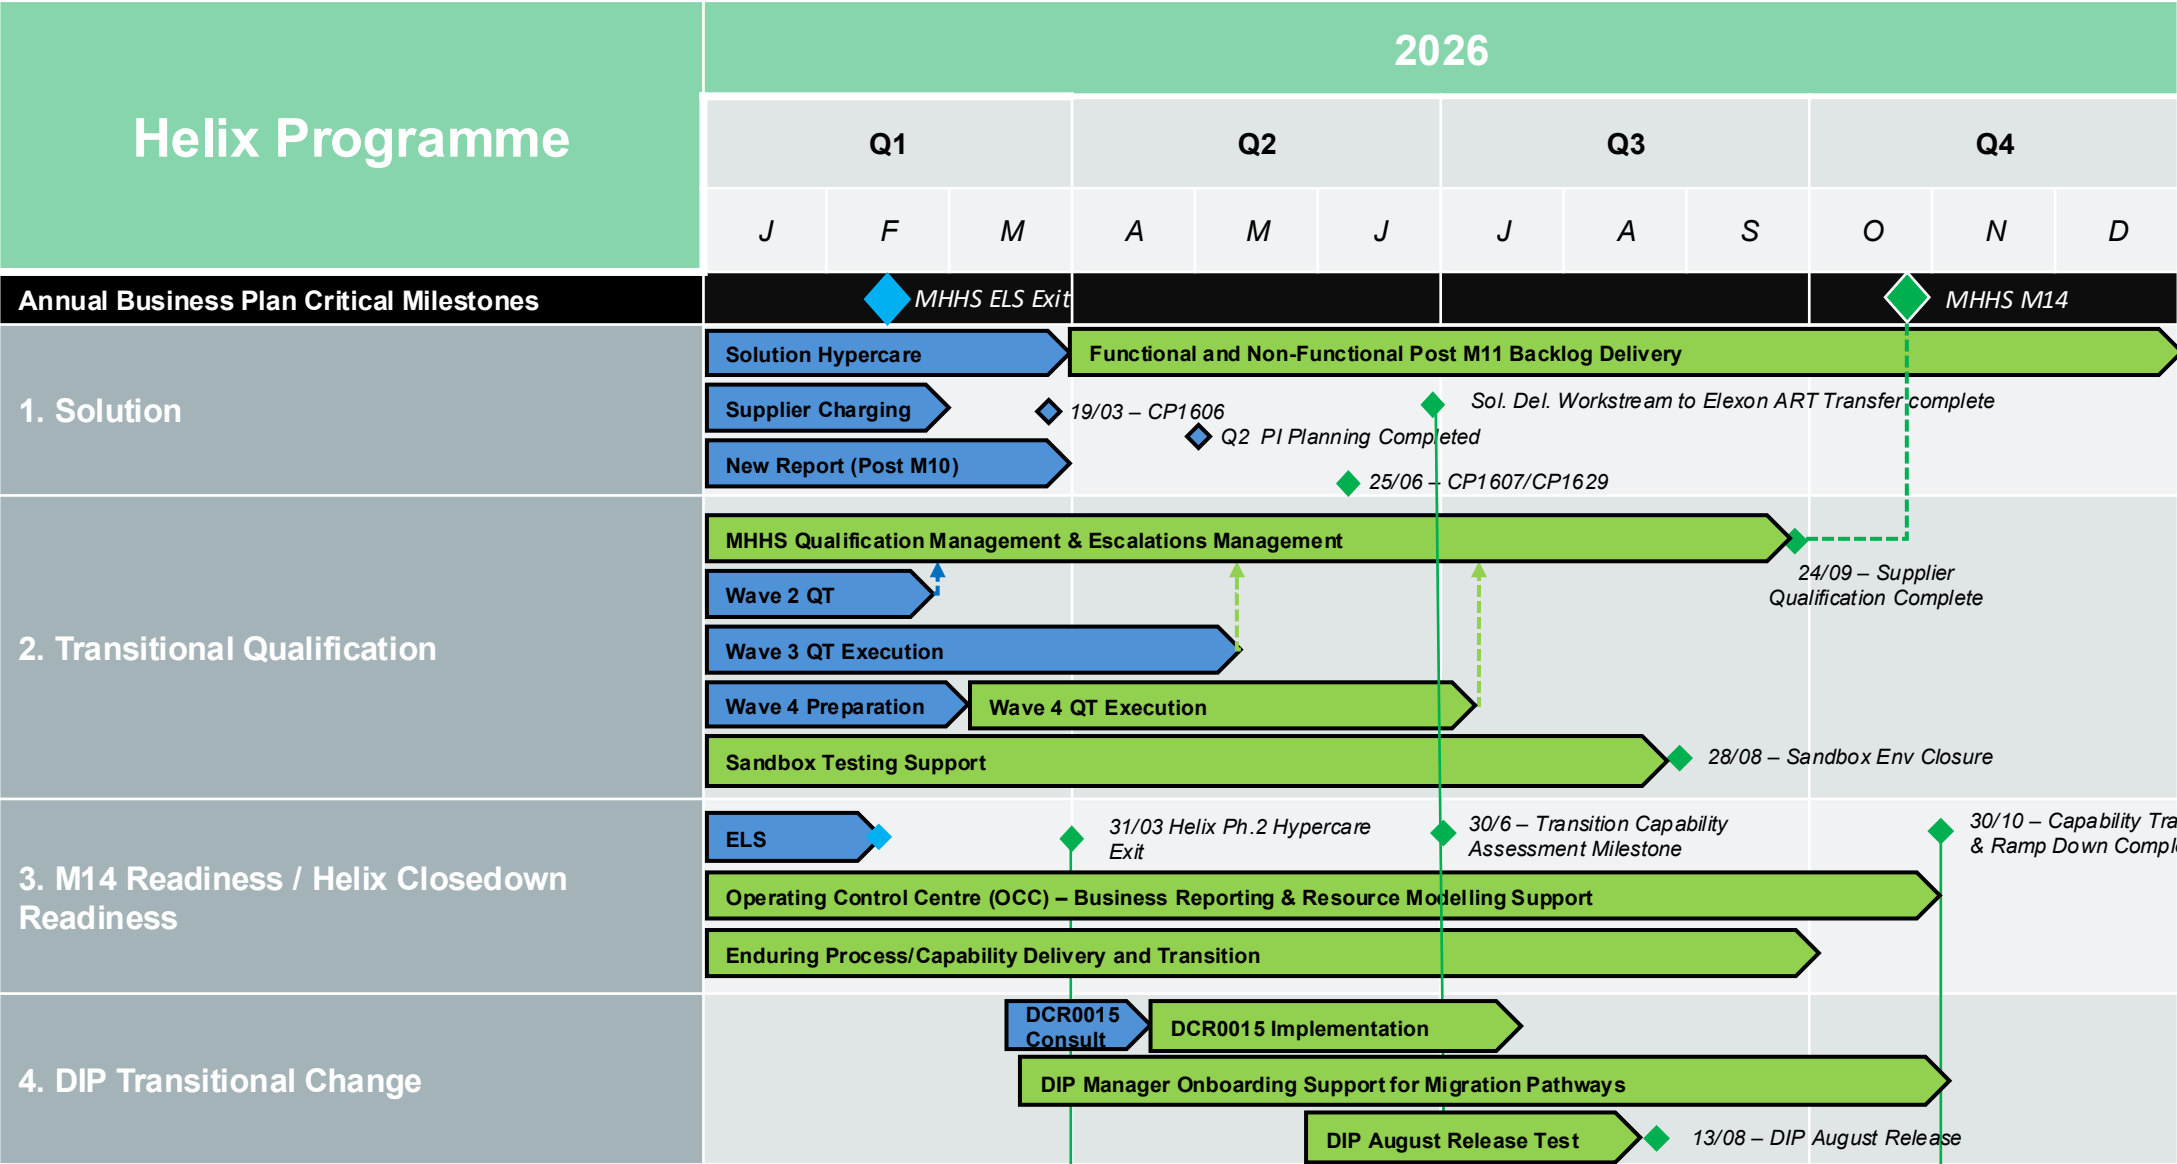 Helix Programme
2026
Q1
Q2
Q3
Q4
J
F
M
A
M
J
J
A
S
O
N
D
Annual Business Plan Critical Milestones
MHHS ELS Exit
MHHS M14
1. Solution
Solution Hypercare
Functional and Non-Functional Post M11 Backlog Delivery
Supplier Charging
19/03 – CP1606
Sol. Del. Workstream to Elexon ART Transfer complete
Q2 PI Planning Completed
New Report (Post M10)
25/06 – CP1607/CP1629
2. Transitional Qualification
MHHS Qualification Management & Escalations Management
24/09 – Supplier
Qualification Complete
Wave 2 QT
Wave 3 QT Execution
Wave 4 Preparation
Wave 4 QT Execution
Sandbox Testing Support
28/08 – Sandbox Env Closure
3. M14 Readiness / Helix Closedown
Readiness
ELS
31/03 Helix Ph.2 Hypercare
Exit
30/6 – Transition Capability
Assessment Milestone
30/10 – Capability Tra
& Ramp Down Comple
Operating Control Centre (OCC) – Business Reporting & Resource Modelling Support
Enduring Process/Capability Delivery and Transition
4. DIP Transitional Change
DCR0015
Consult
DCR0015 Implementation
DIP Manager Onboarding Support for Migration Pathways
DIP August Release Test
13/08 – DIP August Release